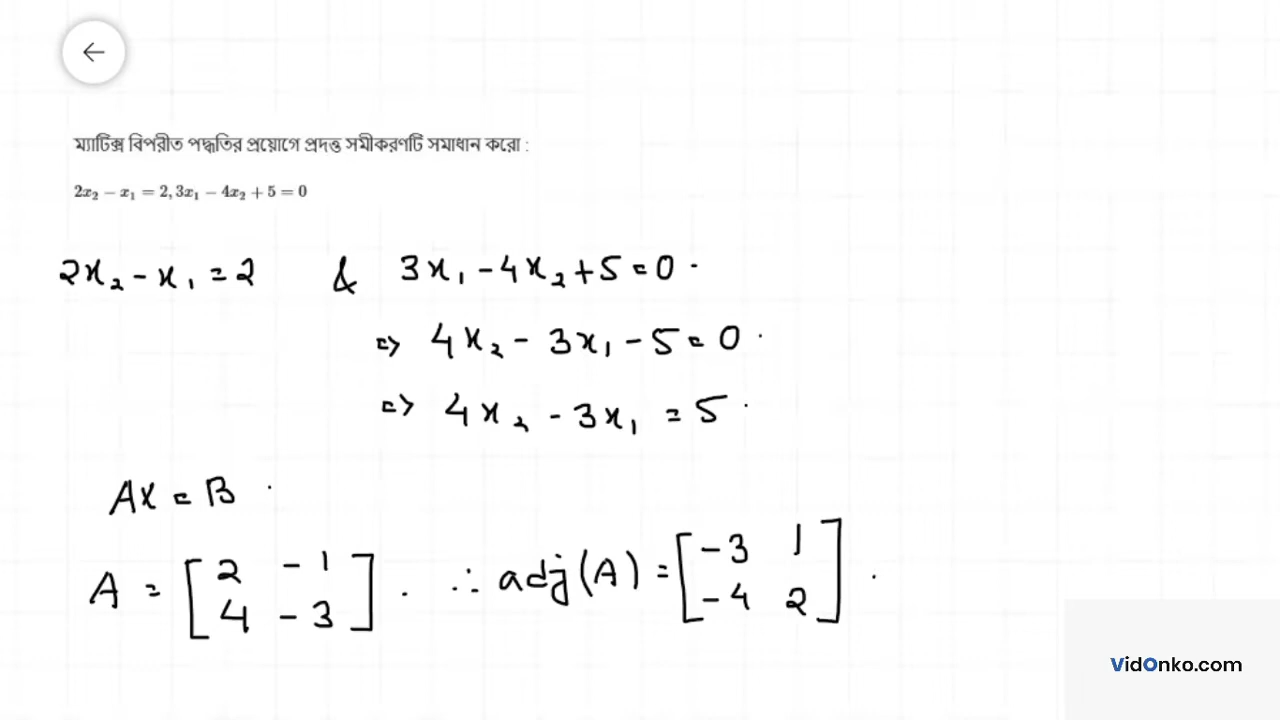 ম্যাটিক্স বিপরীত পদ্ধতির প্রয়োগে প্রদত্ত সমীকরণটি সমাধান করো :
2x₂ − x₁ = 2, 3x₁ − 4x₂ + 5 = 0
2x₂ - x₁ = 2 & 3x₁ - 4x₂ + 5 = 0 .
=> 4x₂ - 3x₁ - 5 = 0 .
=> 4x₂ - 3x₁ = 5 .
AX = B .
A = [2 -1; 4 -3] . ∴ adj(A) = [-3 1; -4 2] .
VidOnko.com